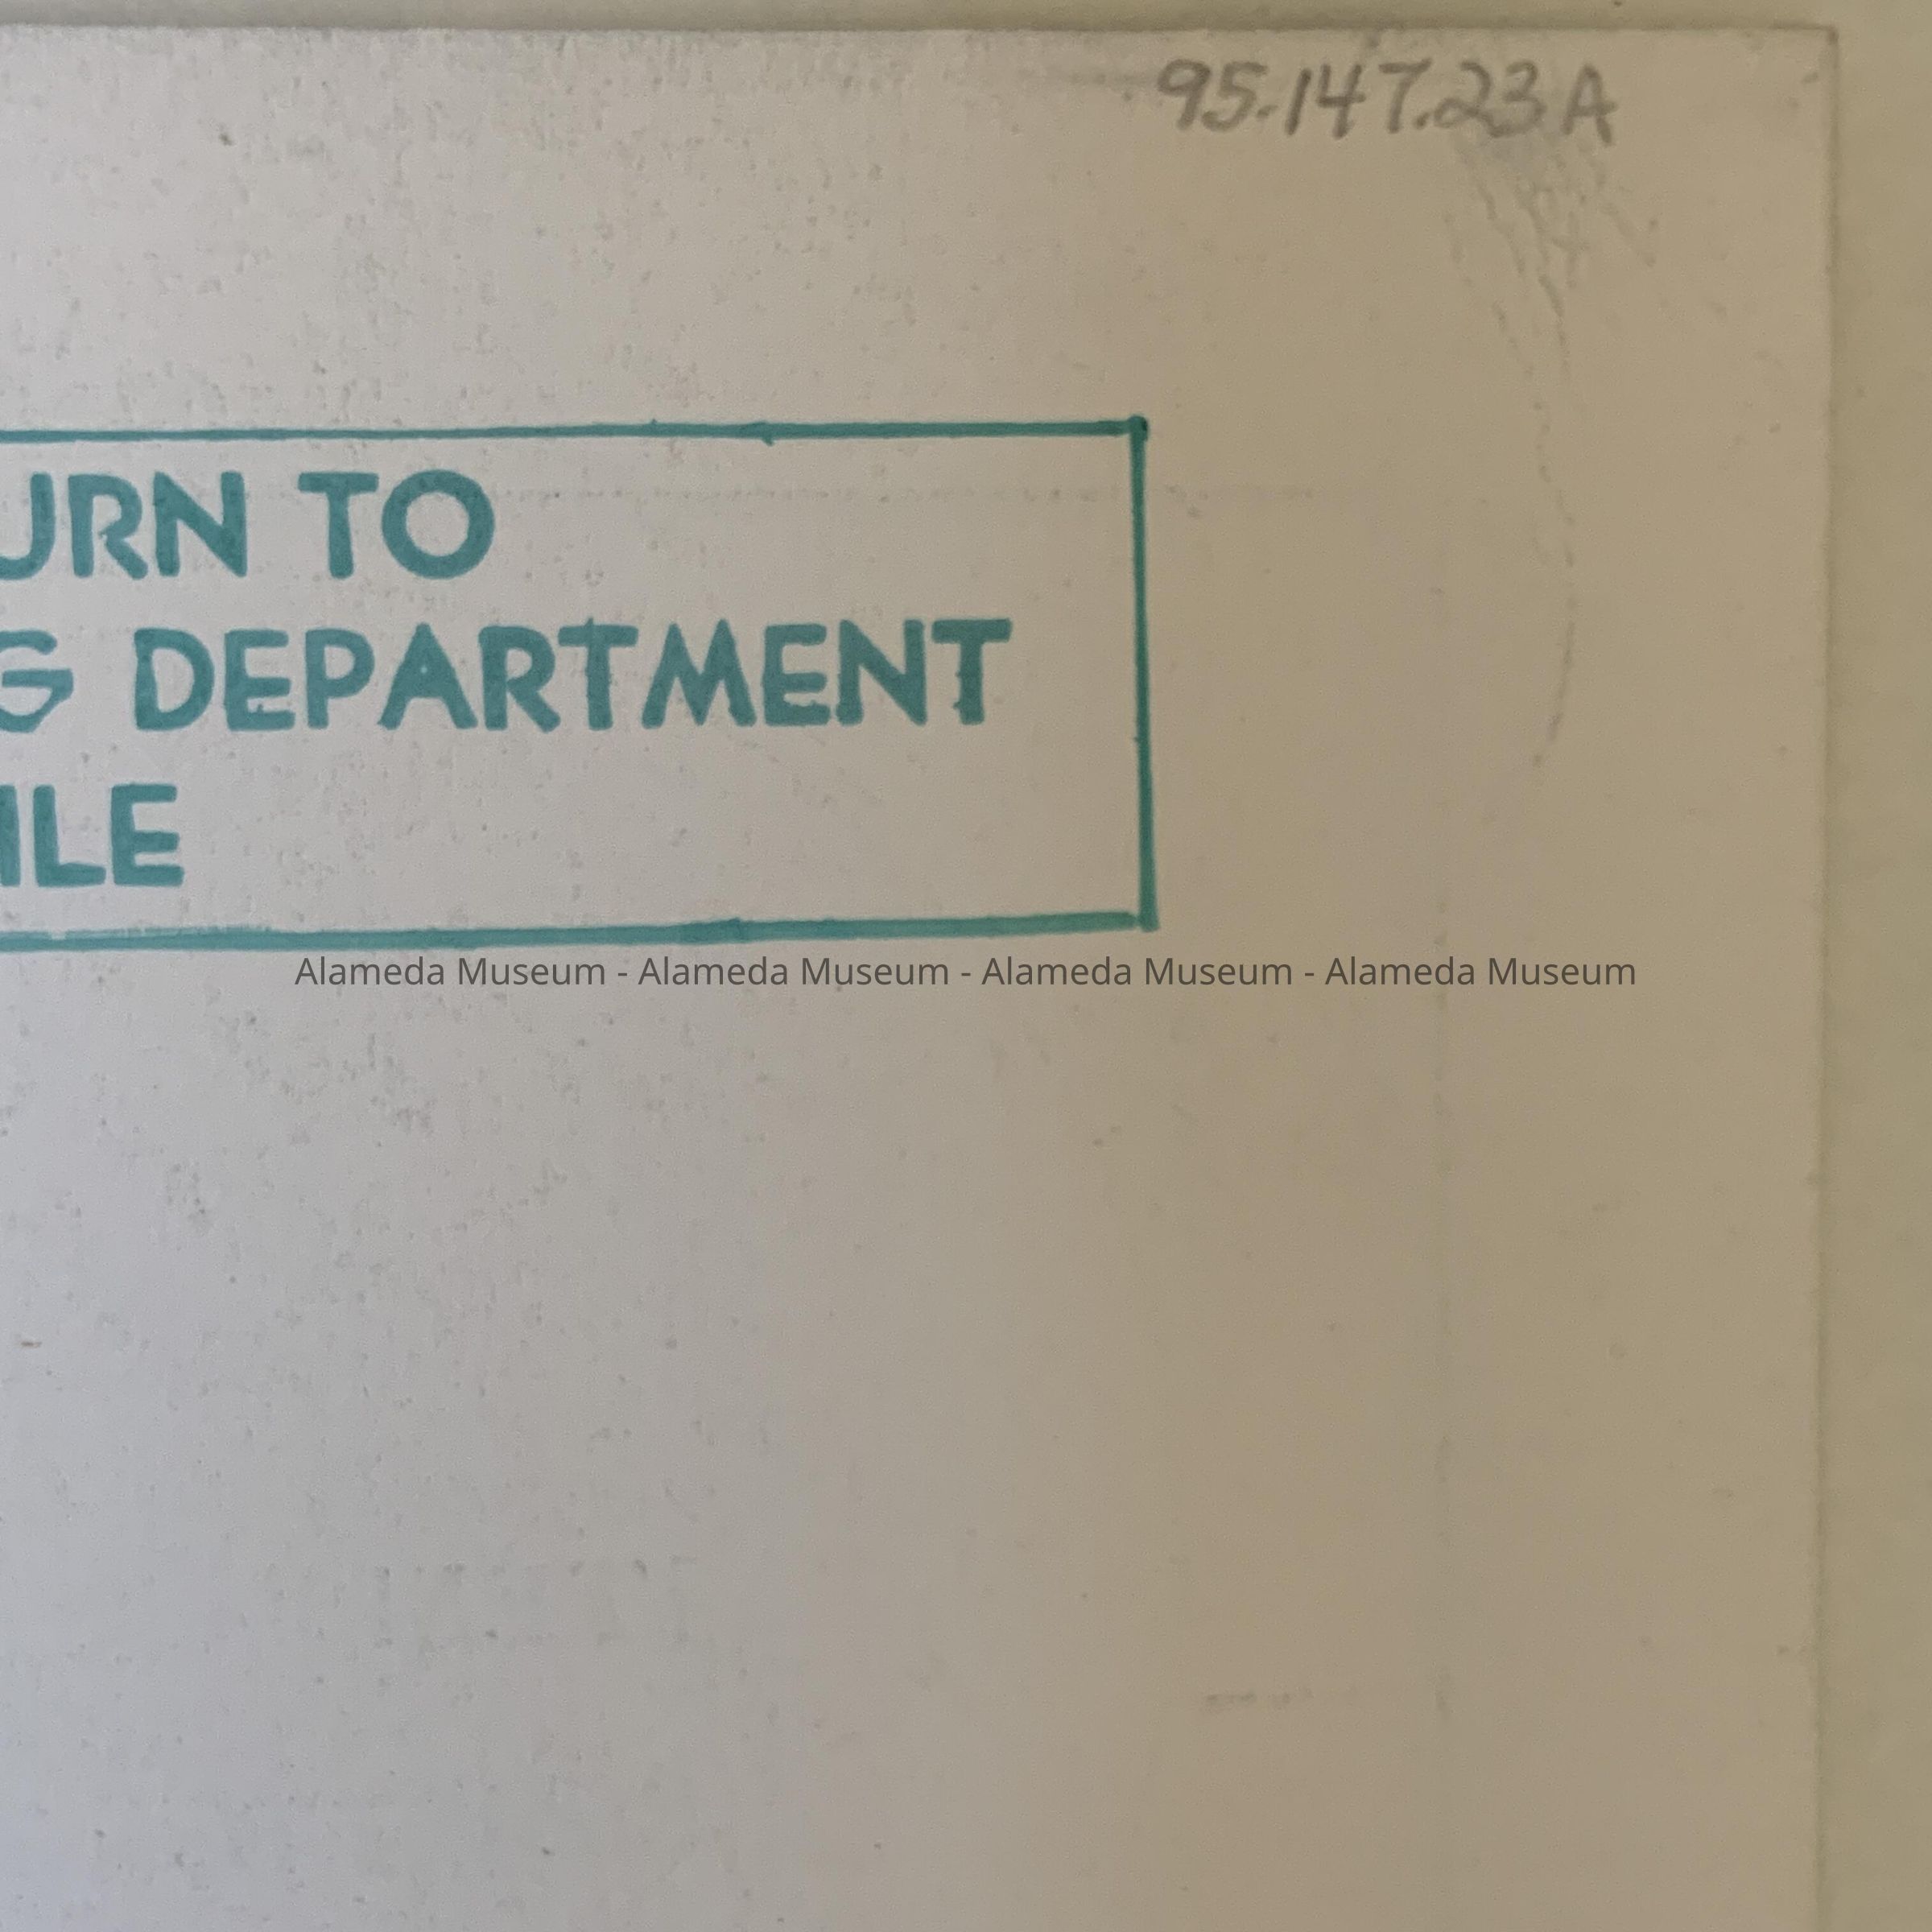 95.147.23A
URN TO
G DEPARTMENT
ILE
Alameda Museum - Alameda Museum - Alameda Museum - Alameda Museum